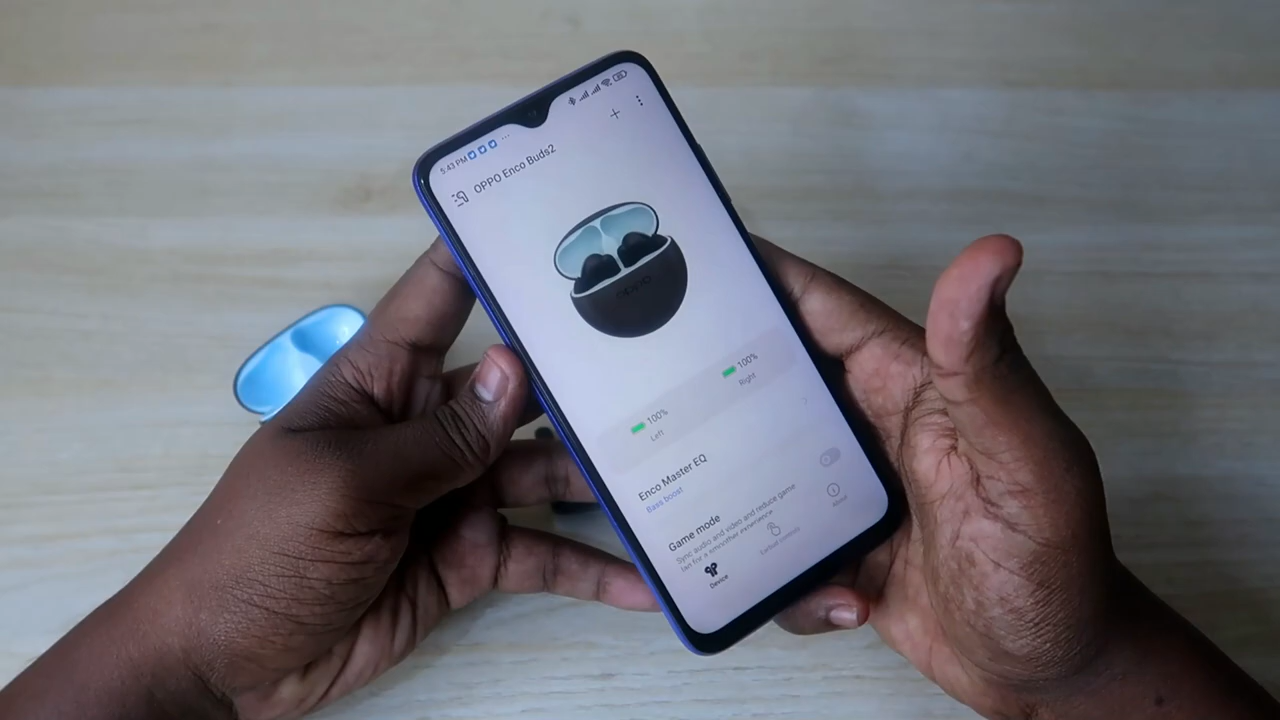 5:43 PM
OPPO Enco Buds2
oppo
100%
Left
100%
Right
Enco Master EQ
Bass boost
Game mode
Sync audio and video and reduce game
lag for a smoother experience.
Device
Earbud controls
About